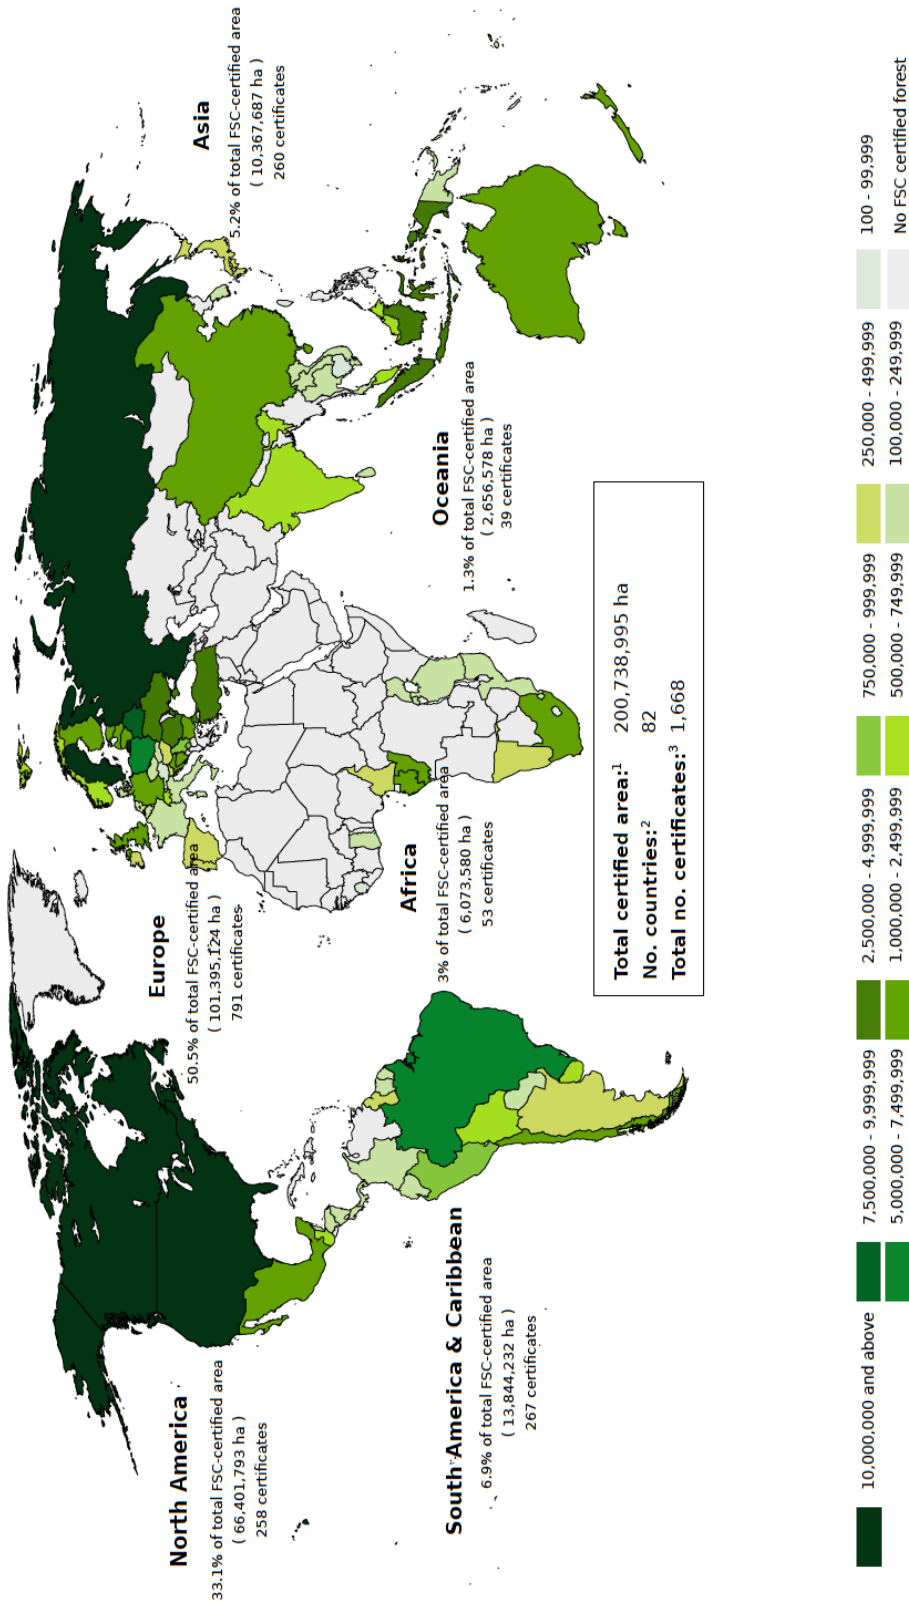 North America
33.1% of total FSC-certified area
( 66,401,793 ha )
258 certificates
Europe
50.5% of total FSC-certified area
( 101,395,124 ha )
791 certificates
Asia
5.2% of total FSC-certified area
( 10,367,687 ha )
260 certificates
South America & Caribbean
6.9% of total FSC-certified area
( 13,844,232 ha )
267 certificates
Africa
3% of total FSC-certified area
( 6,073,580 ha )
53 certificates
Oceania
1.3% of total FSC-certified area
( 2,656,578 ha )
39 certificates
Total certified area:¹ 200,738,995 ha
No. countries:² 82
Total no. certificates:³ 1,668
10,000,000 and above 7,500,000 - 9,999,999 2,500,000 - 4,999,999 750,000 - 999,999 250,000 - 499,999 100 - 99,999
5,000,000 - 7,499,999 1,000,000 - 2,499,999 500,000 - 749,999 100,000 - 249,999 No FSC certified forest